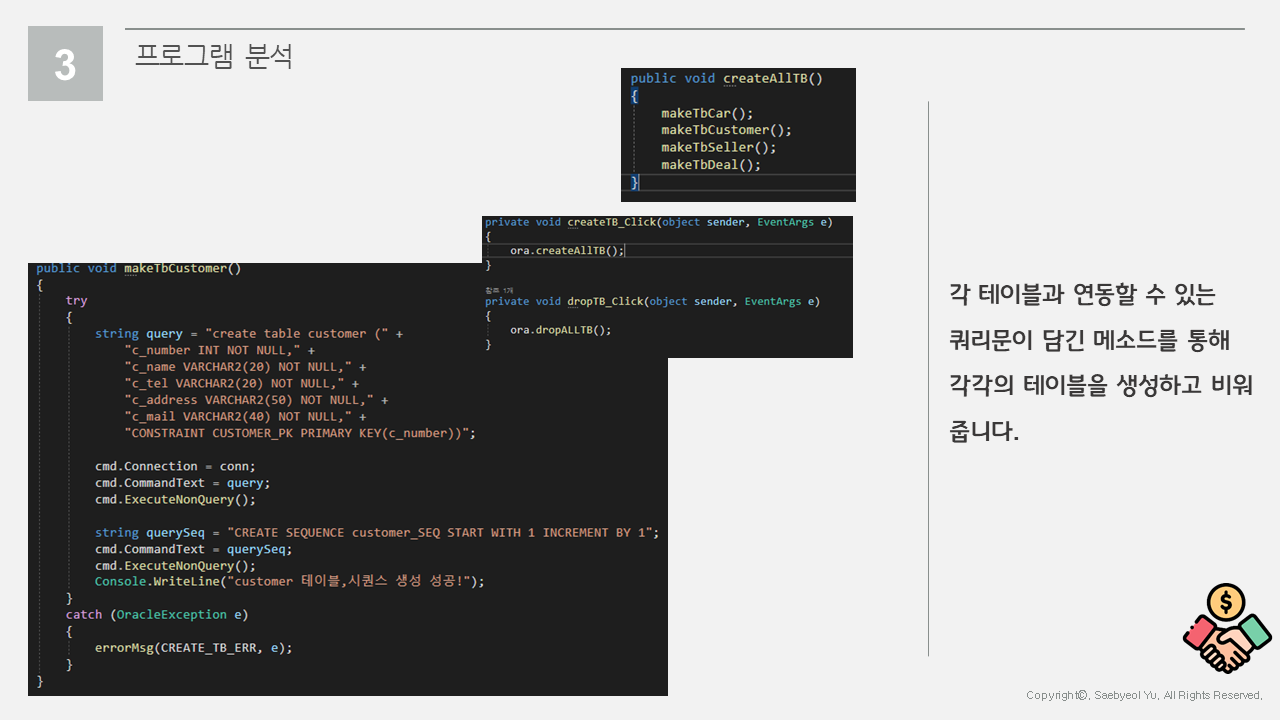 3
프로그램 분석
public void createAllTB()
{
makeTbCar();
makeTbCustomer();
makeTbSeller();
makeTbDeal();
}
private void createTB_Click(object sender, EventArgs e)
{
ora.createAllTB();
}
참조 1개
private void dropTB_Click(object sender, EventArgs e)
{
ora.dropALLTB();
}
public void makeTbCustomer()
{
try
{
string query = "create table customer (" +
"c_number INT NOT NULL," +
"c_name VARCHAR2(20) NOT NULL," +
"c_tel VARCHAR2(20) NOT NULL," +
"c_address VARCHAR2(50) NOT NULL," +
"c_mail VARCHAR2(40) NOT NULL," +
"CONSTRAINT CUSTOMER_PK PRIMARY KEY(c_number))";
cmd.Connection = conn;
cmd.CommandText = query;
cmd.ExecuteNonQuery();
string querySeq = "CREATE SEQUENCE customer_SEQ START WITH 1 INCREMENT BY 1";
cmd.CommandText = querySeq;
cmd.ExecuteNonQuery();
Console.WriteLine("customer 테이블,시퀀스 생성 성공!");
}
catch (OracleException e)
{
errorMsg(CREATE_TB_ERR, e);
}
}
각 테이블과 연동할 수 있는
쿼리문이 담긴 메소드를 통해
각각의 테이블을 생성하고 비워
줍니다.
$
Copyright©. Saebyeol Yu. All Rights Reserved.